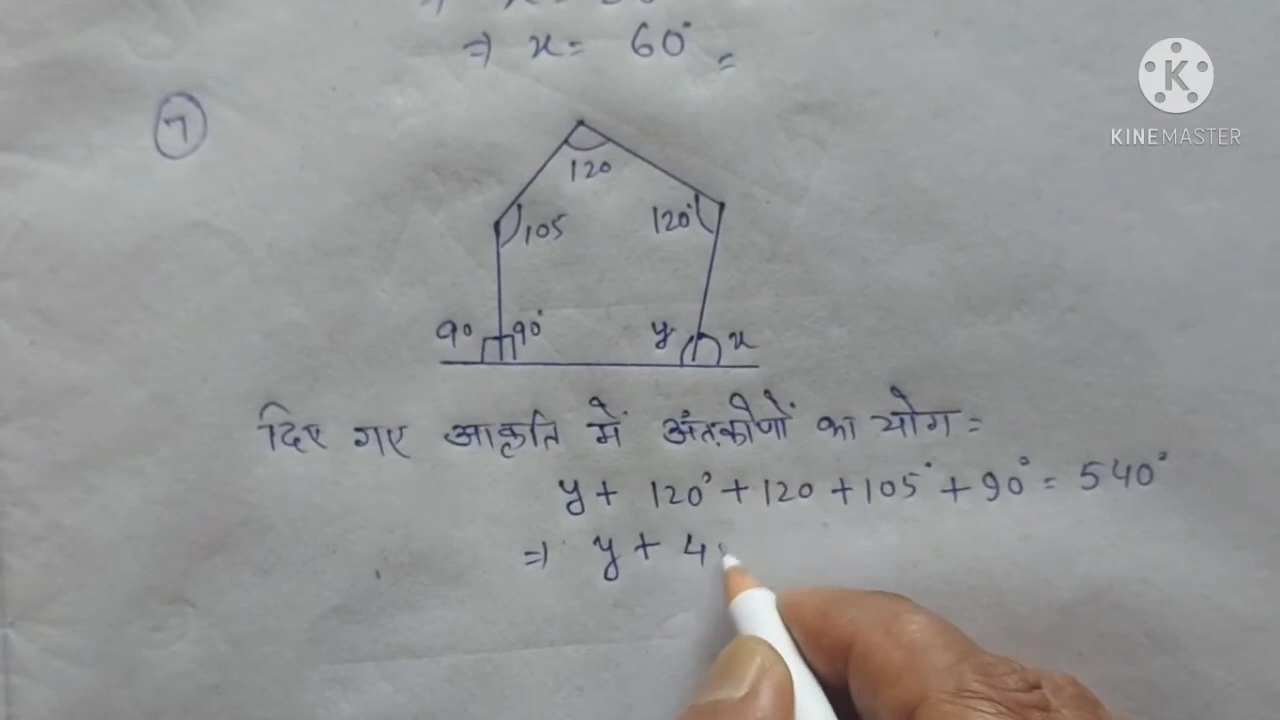 ⇒ x = 60°
K
KINEMASTER
7
120
105
120°
90 90° y x
दिए गए आकृति में अंतःकोणों का योग =
y + 120° + 120 + 105° + 90° = 540°
⇒ y + 4